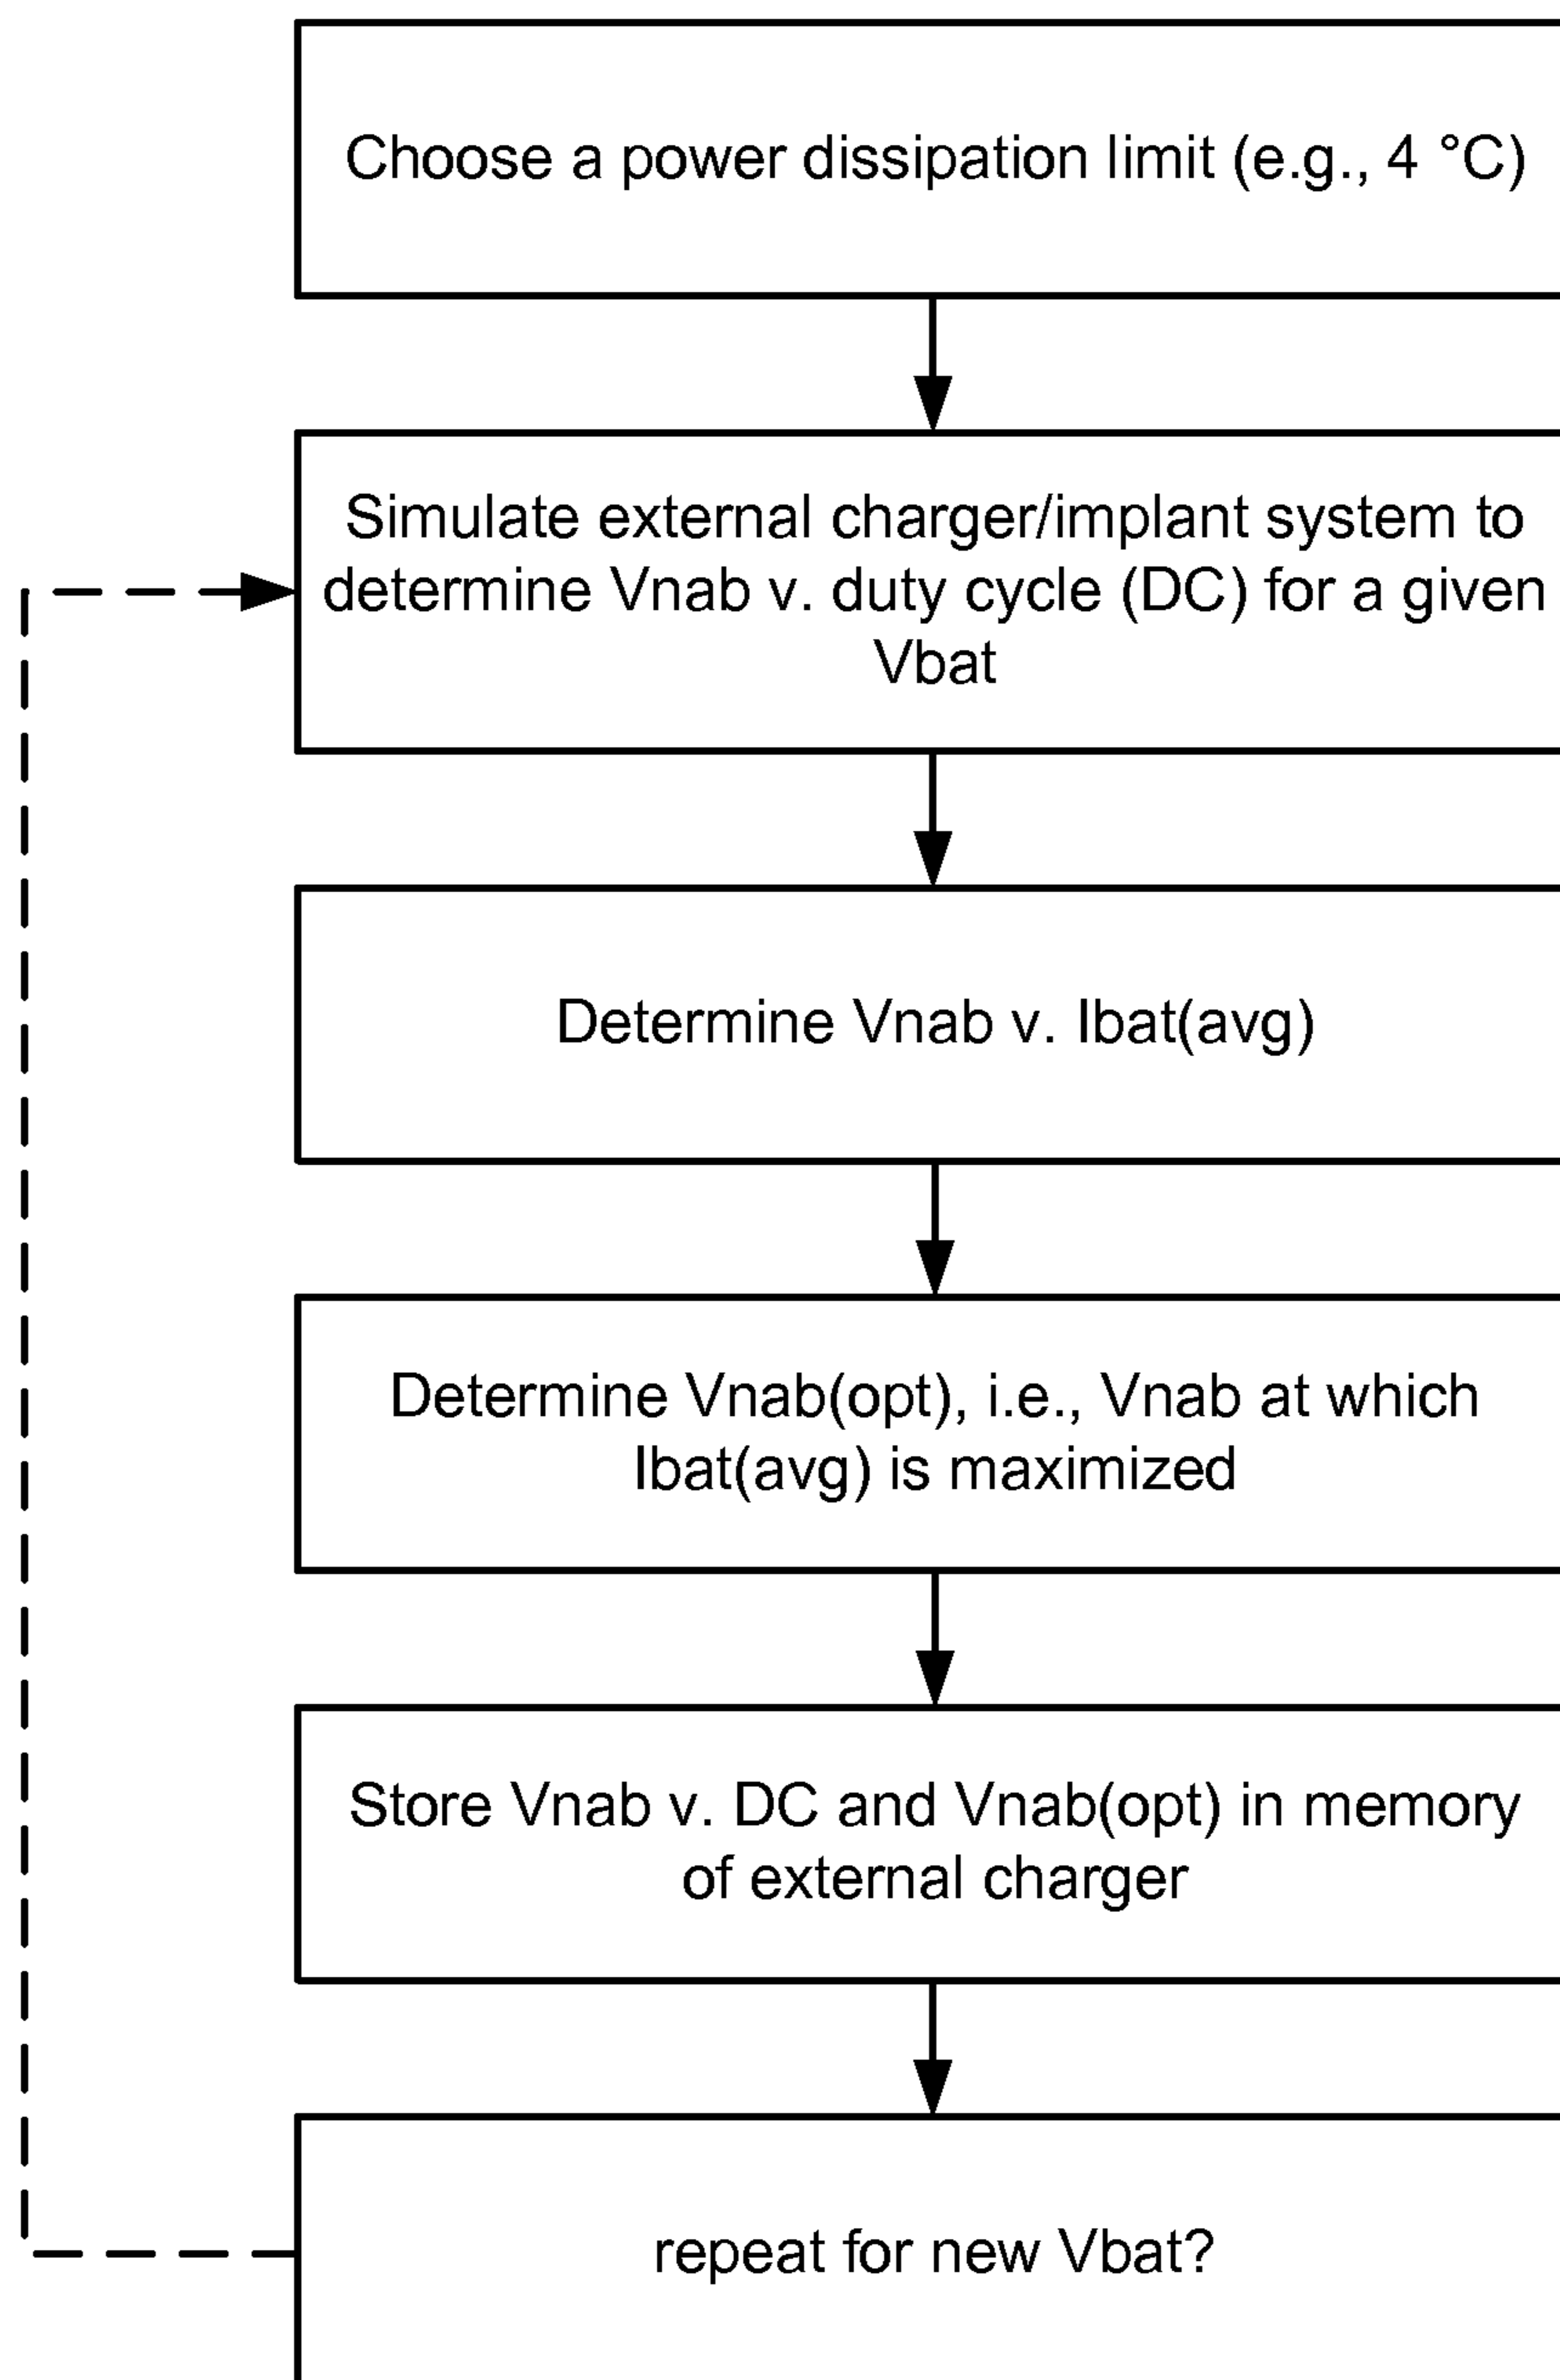 Choose a power dissipation limit (e.g., 4 °C)
Simulate external charger/implant system to
determine Vnab v. duty cycle (DC) for a given
Vbat
Determine Vnab v. Ibat(avg)
Determine Vnab(opt), i.e., Vnab at which
Ibat(avg) is maximized
Store Vnab v. DC and Vnab(opt) in memory
of external charger
repeat for new Vbat?